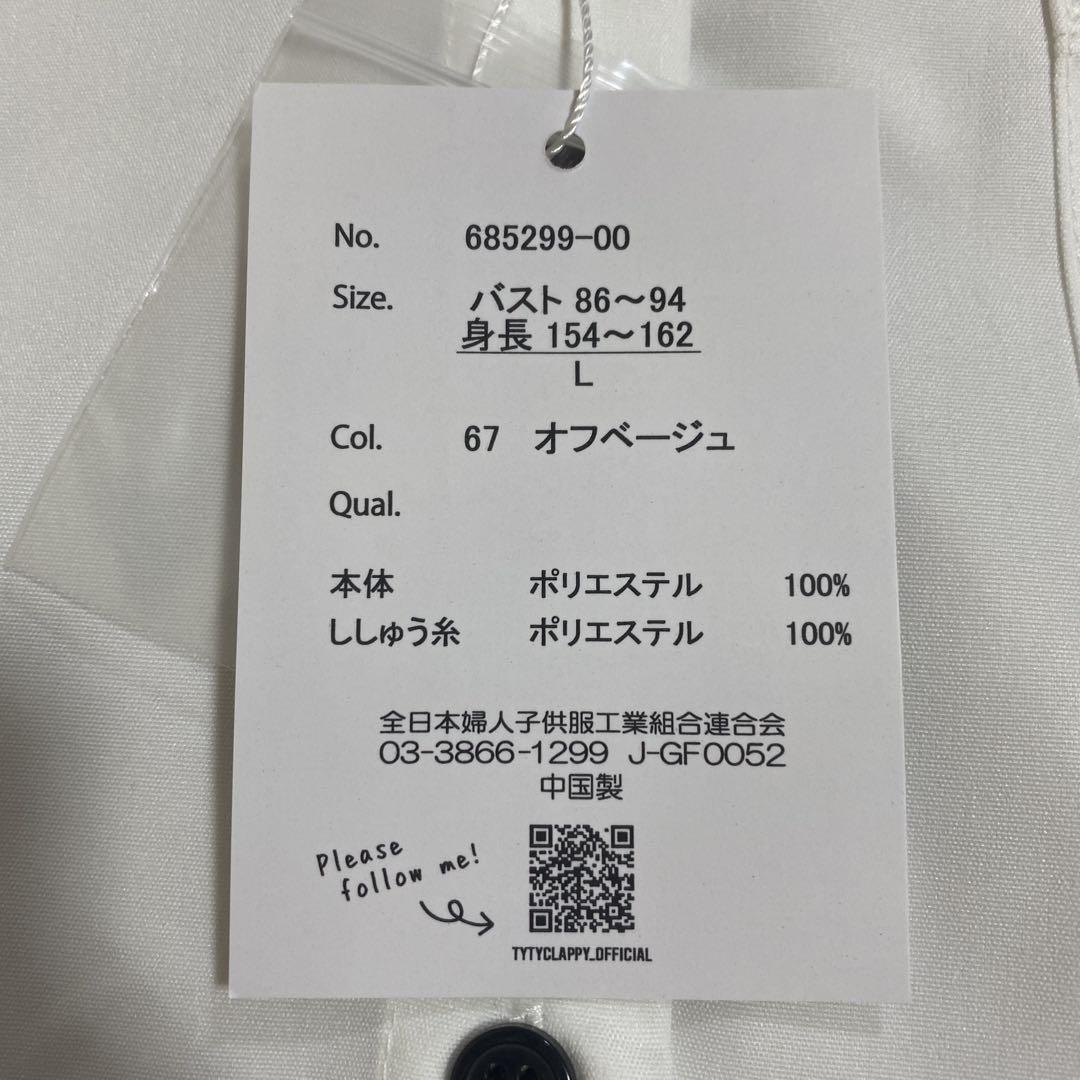 No. 685299-00
Size. バスト 86～94
身長 154～162
L
Col. 67 オフベージュ
Qual.
本体 ポリエステル 100%
ししゅう糸 ポリエステル 100%
全日本婦人子供服工業組合連合会
03-3866-1299 J-GF0052
中国製
Please
follow me!
TYTYCLAPPY_OFFICIAL